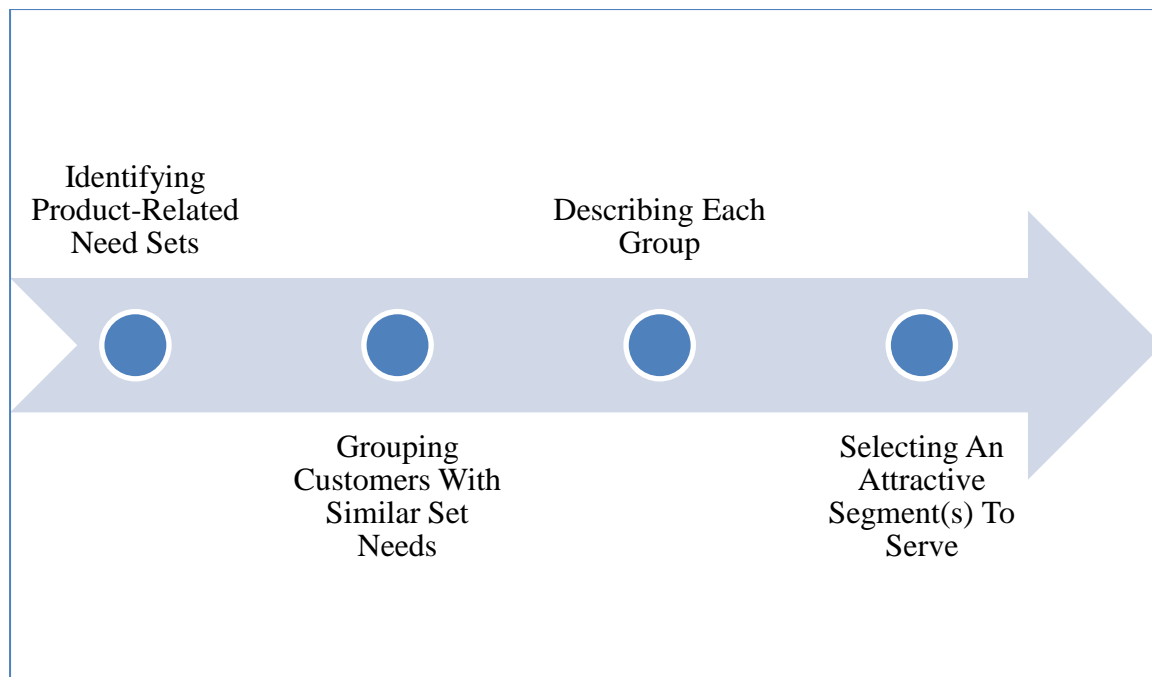 Identifying
Product-Related
Need Sets
Grouping
Customers With
Similar Set
Needs
Describing Each
Group
Selecting An
Attractive
Segment(s) To
Serve